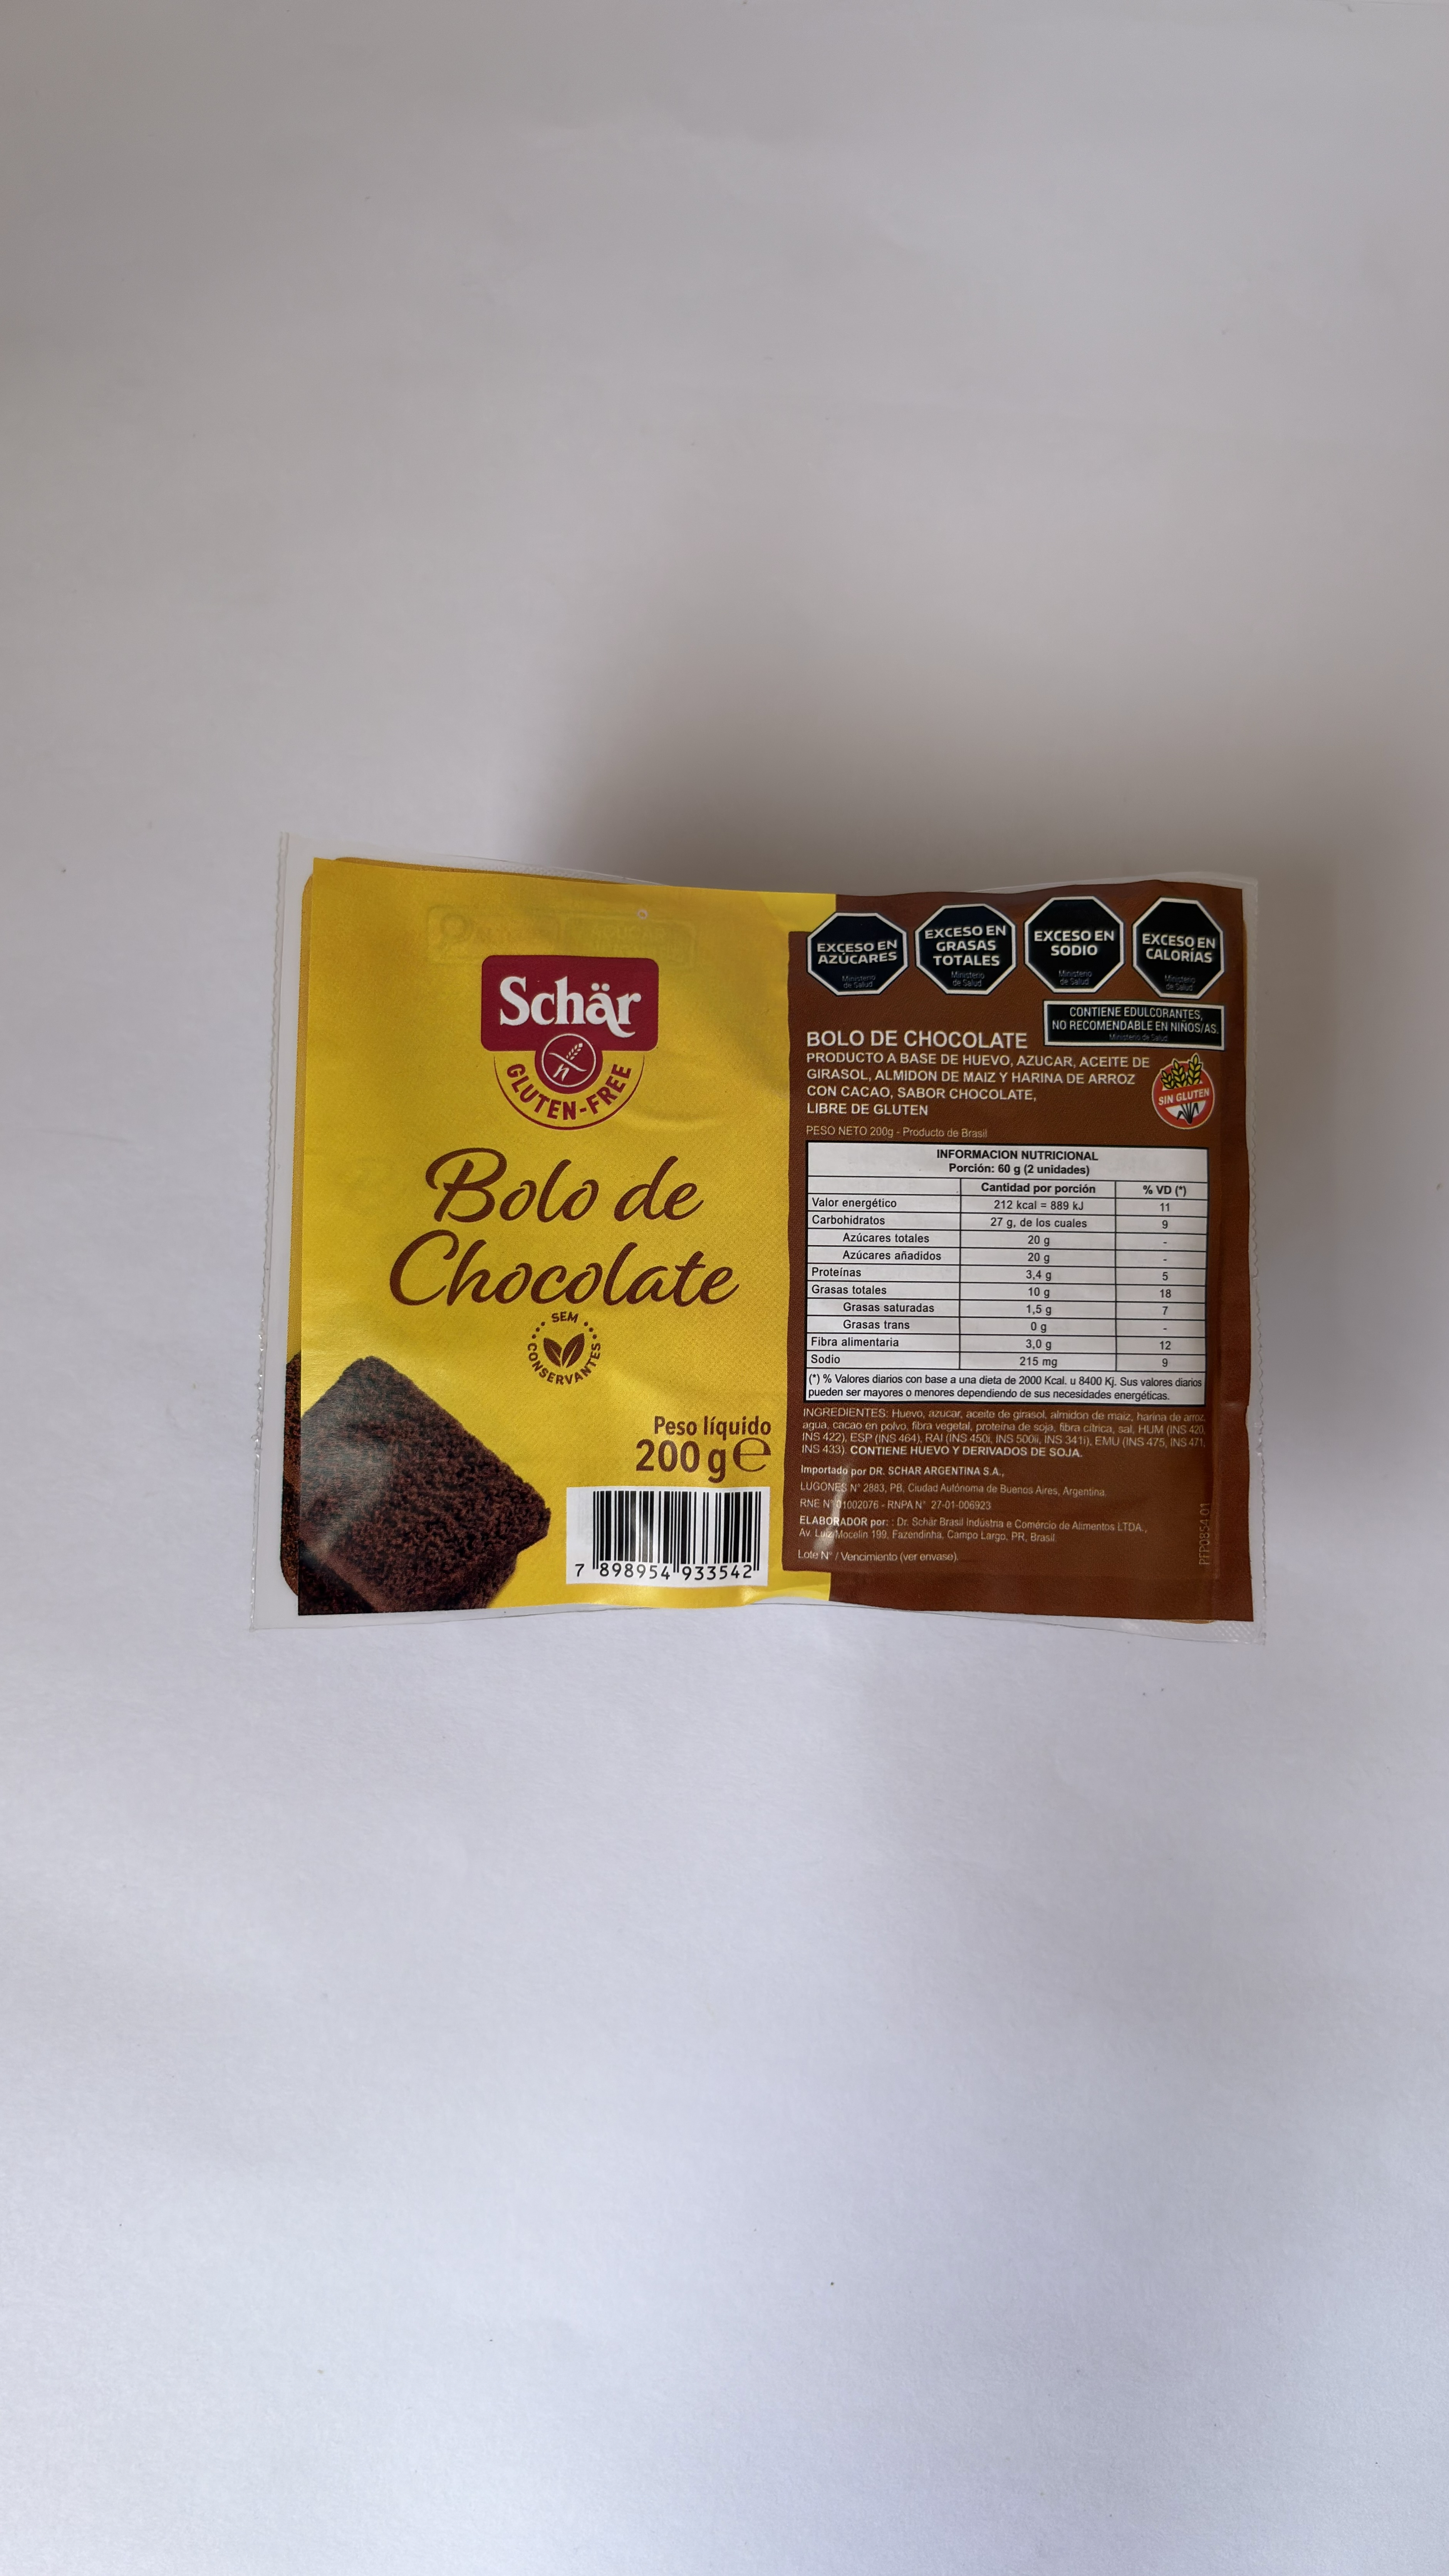 Schär
GLUTEN-FREE
Bolo de
Chocolate
SEM
CONSERVANTES
Peso líquido
200 g e
7 898954 933542
EXCESO EN
AZÚCARES
Ministerio
de Salud
EXCESO EN
GRASAS
TOTALES
Ministerio
de Salud
EXCESO EN
SODIO
Ministerio
de Salud
EXCESO EN
CALORÍAS
Ministerio
de Salud
CONTIENE EDULCORANTES,
NO RECOMENDABLE EN NIÑOS/AS.
Ministerio de Salud
BOLO DE CHOCOLATE
PRODUCTO A BASE DE HUEVO, AZUCAR, ACEITE DE
GIRASOL, ALMIDON DE MAIZ Y HARINA DE ARROZ
CON CACAO, SABOR CHOCOLATE,
LIBRE DE GLUTEN
SIN GLUTEN
PESO NETO 200g - Producto de Brasil
INFORMACION NUTRICIONAL
Porción: 60 g (2 unidades)
Cantidad por porción % VD (*)
Valor energético 212 kcal = 889 kJ 11
Carbohidratos 27 g, de los cuales 9
Azúcares totales 20 g -
Azúcares añadidos 20 g -
Proteínas 3,4 g 5
Grasas totales 10 g 18
Grasas saturadas 1,5 g 7
Grasas trans 0 g -
Fibra alimentaria 3,0 g 12
Sodio 215 mg 9
(*) % Valores diarios con base a una dieta de 2000 Kcal. u 8400 Kj. Sus valores diarios
pueden ser mayores o menores dependiendo de sus necesidades energéticas.
INGREDIENTES: Huevo, azucar, aceite de girasol, almidon de maiz, harina de arroz,
agua, cacao en polvo, fibra vegetal, proteína de soja, fibra cítrica, sal, HUM (INS 420,
INS 422), ESP (INS 464), RAI (INS 450i, INS 500ii, INS 341i), EMU (INS 475, INS 471,
INS 433). CONTIENE HUEVO Y DERIVADOS DE SOJA.
Importado por DR. SCHAR ARGENTINA S.A.,
LUGONES N° 2883, PB, Ciudad Autónoma de Buenos Aires, Argentina.
RNE N° 01002076 - RNPA N° 27-01-006923
ELABORADOR por: : Dr. Schär Brasil Indústria e Comércio de Alimentos LTDA.,
Av. Luiz Mocelin 199, Fazendinha, Campo Largo, PR, Brasil.
Lote N° / Vencimiento (ver envase).
PFP0854 01